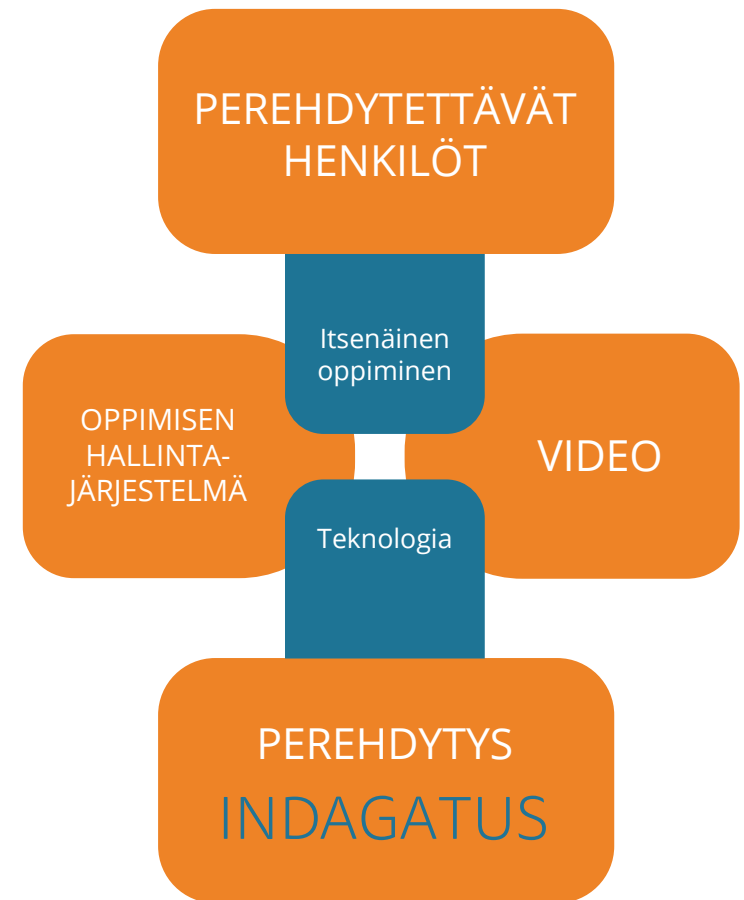 PEREHDYTETTÄVÄT
HENKILÖT
Itsenäinen
oppiminen
OPPIMISEN
HALLINTA-
JÄRJESTELMÄ
VIDEO
Teknologia
PEREHDYTYS
INDAGATUS